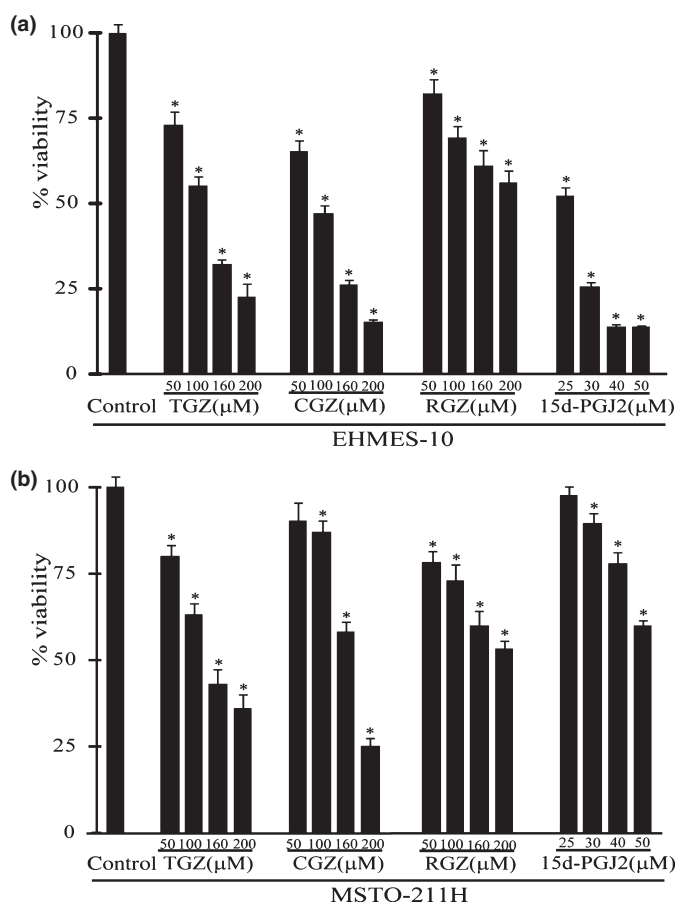 (a)
100
75
50
25
0
% viability
* * * * * * * * * * * * * * * *
50 100 160 200 50 100 160 200 50 100 160 200 25 30 40 50
Control TGZ(μM) CGZ(μM) RGZ(μM) 15d-PGJ2(μM)
EHMES-10
(b)
100
75
50
25
0
% viability
* * * * * * * * * * * * * *
50 100 160 200 50 100 160 200 50 100 160 200 25 30 40 50
Control TGZ(μM) CGZ(μM) RGZ(μM) 15d-PGJ2(μM)
MSTO-211H